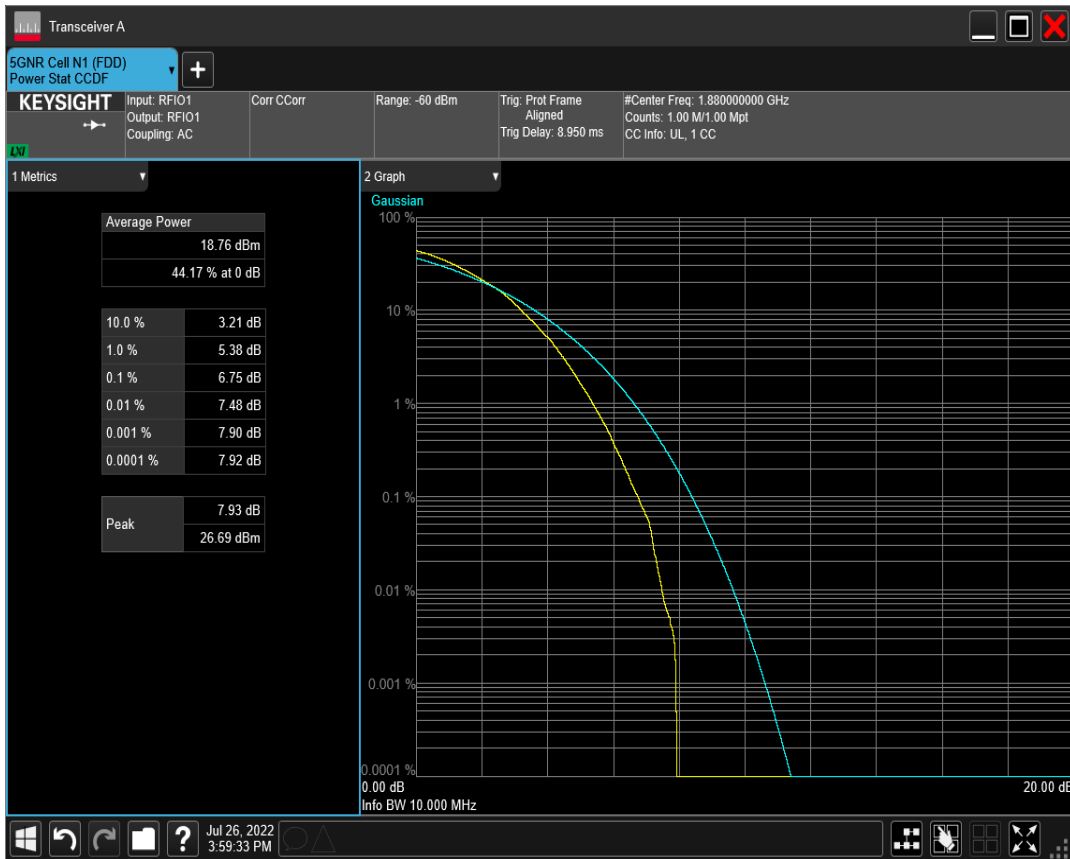 Transceiver A
5GNR Cell N1 (FDD)
Power Stat CCDF
KEYSIGHT
LXI
Input: RFIO1
Output: RFIO1
Coupling: AC
Corr CCorr
Range: -60 dBm
Trig: Prot Frame
Aligned
Trig Delay: 8.950 ms
#Center Freq: 1.880000000 GHz
Counts: 1.00 M/1.00 Mpt
CC Info: UL, 1 CC
1 Metrics
Average Power
18.76 dBm
44.17 % at 0 dB
10.0 % 3.21 dB
1.0 % 5.38 dB
0.1 % 6.75 dB
0.01 % 7.48 dB
0.001 % 7.90 dB
0.0001 % 7.92 dB
Peak 7.93 dB
26.69 dBm
2 Graph
Gaussian
100 %
10 %
1 %
0.1 %
0.01 %
0.001 %
0.0001 %
0.00 dB 20.00 dB
Info BW 10.000 MHz
?
Jul 26, 2022
3:59:33 PM